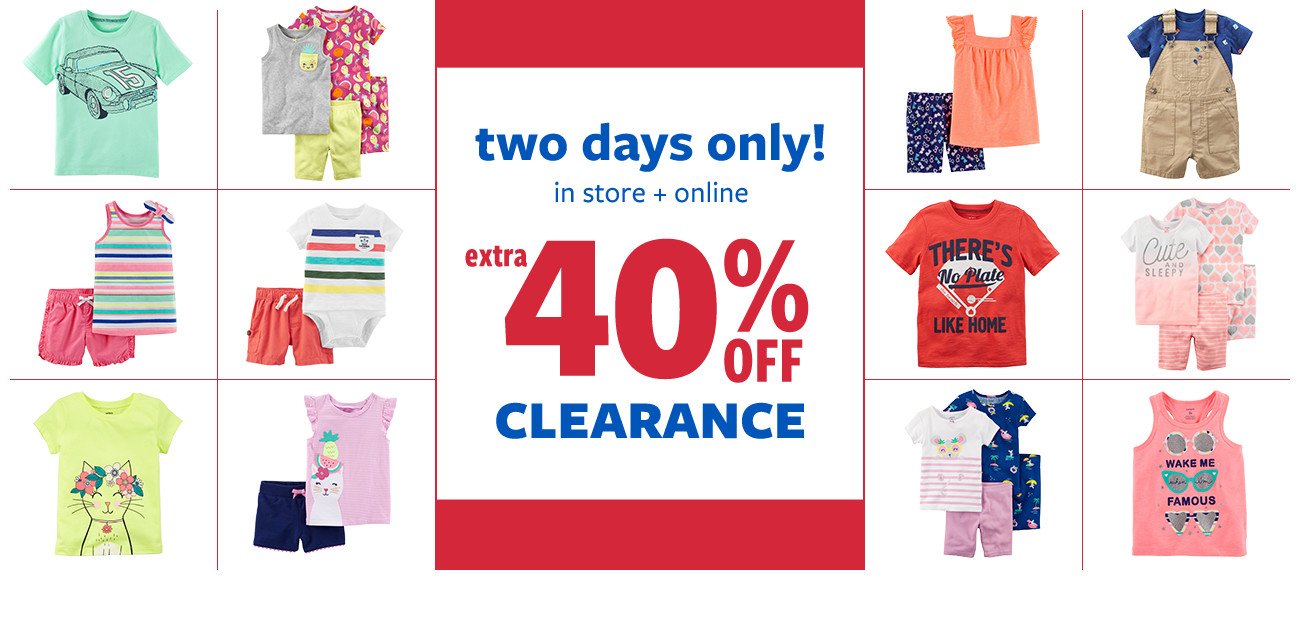 15
two days only!
in store + online
extra
40%
OFF
CLEARANCE
THERE'S
No Plate
LIKE HOME
Cute
AND
SLEEPY
WAKE ME
when I'm
FAMOUS